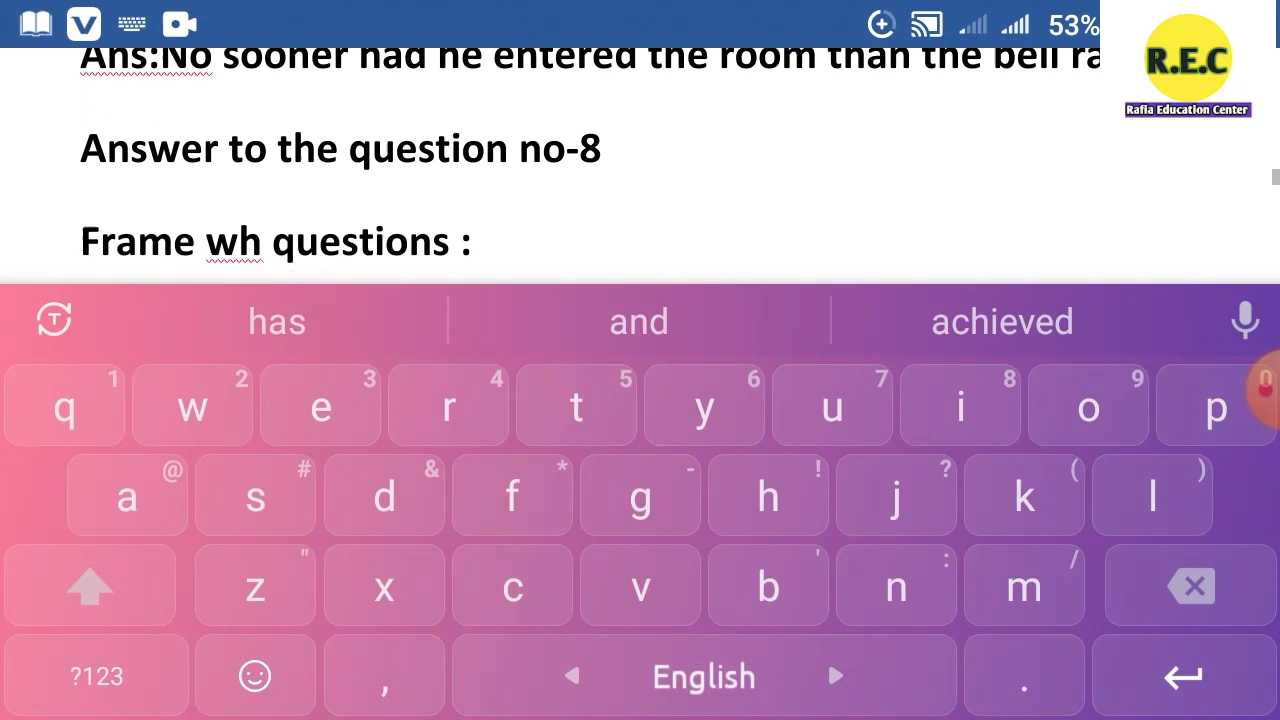 53%
R.E.C
Rafia Education Center
Ans:No sooner had he entered the room than the bell ra
Answer to the question no-8
Frame wh questions :
has and achieved
1 2 3 4 5 6 7 8 9 0
q w e r t y u i o p
@ # & * - ! ? ( )
a s d f g h j k l
" ' : /
z x c v b n m
?123 , English .